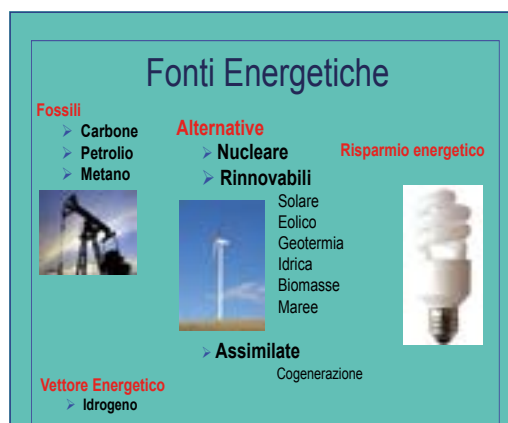 Fonti Energetiche
Fossili
Carbone
Petrolio
Metano
Alternative
Nucleare
Rinnovabili
Solare
Eolico
Geotermia
Idrica
Biomasse
Maree
Assimilate
Cogenerazione
Risparmio energetico
Vettore Energetico
Idrogeno